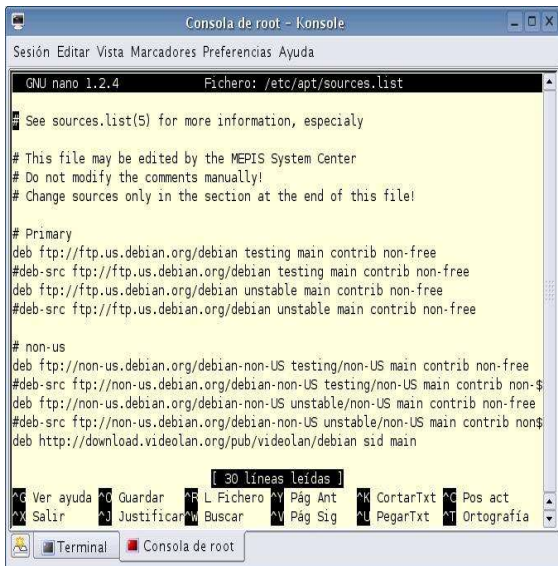 Consola de root - Konsole
Sesión Editar Vista Marcadores Preferencias Ayuda
GNU nano 1.2.4 Fichero: /etc/apt/sources.list
# See sources.list(5) for more information, especialy
# This file may be edited by the MEPIS System Center
# Do not modify the comments manually!
# Change sources only in the section at the end of this file!
# Primary
deb ftp://ftp.us.debian.org/debian testing main contrib non-free
#deb-src ftp://ftp.us.debian.org/debian testing main contrib non-free
deb ftp://ftp.us.debian.org/debian unstable main contrib non-free
#deb-src ftp://ftp.us.debian.org/debian unstable main contrib non-free
# non-us
deb ftp://non-us.debian.org/debian-non-US testing/non-US main contrib non-free
#deb-src ftp://non-us.debian.org/debian-non-US testing/non-US main contrib non-$
deb ftp://non-us.debian.org/debian-non-US unstable/non-US main contrib non-free
#deb-src ftp://non-us.debian.org/debian-non-US unstable/non-US main contrib non$
deb http://download.videolan.org/pub/videolan/debian sid main
[ 30 líneas leídas ]
^G Ver ayuda ^O Guardar ^R L Fichero ^Y Pág Ant ^K CortarTxt ^C Pos act
^X Salir ^J Justificar ^W Buscar ^V Pág Sig ^U PegarTxt ^T Ortografía
Terminal Consola de root